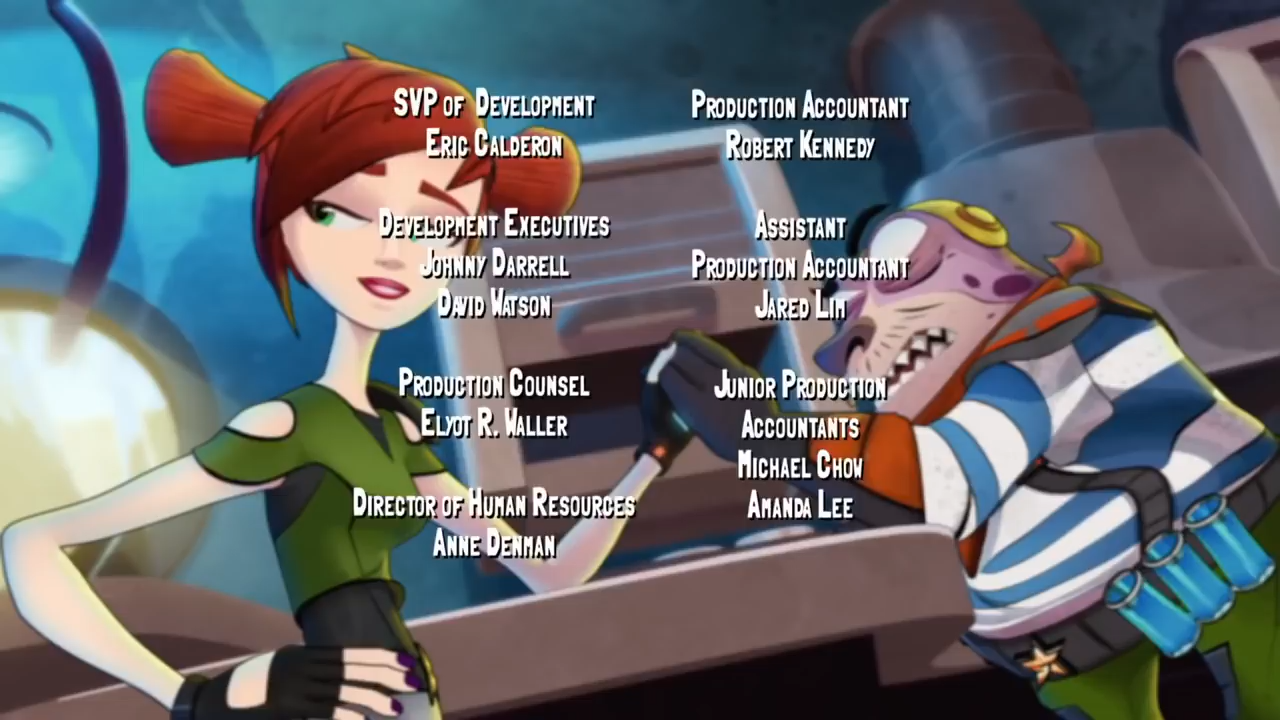 SVP of Development
Eric Calderon
Development Executives
Johnny Darrell
David Watson
Production Counsel
Elyot R. Waller
Director of Human Resources
Anne Denman
Production Accountant
Robert Kennedy
Assistant
Production Accountant
Jared Lim
Junior Production
Accountants
Michael Chow
Amanda Lee